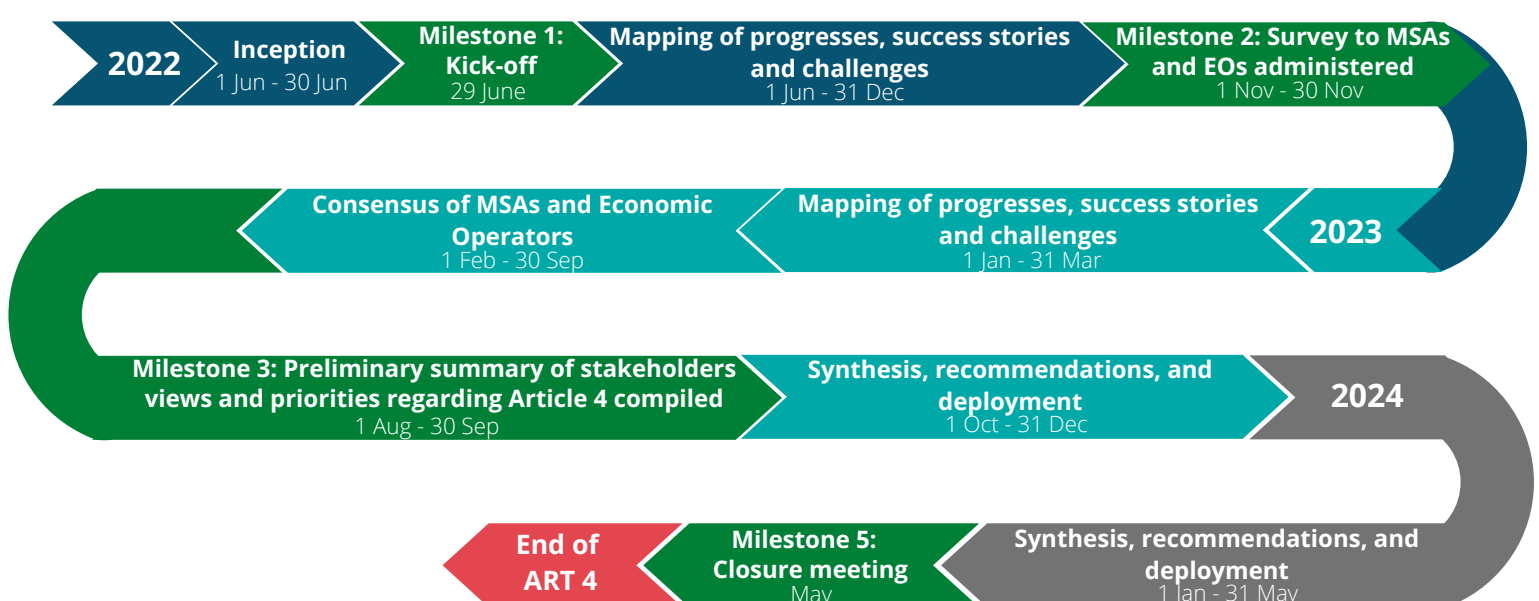 2022
Inception
1 Jun - 30 Jun
Milestone 1:
Kick-off
29 June
Mapping of progresses, success stories
and challenges
1 Jun - 31 Dec
Milestone 2: Survey to MSAs
and EOs administered
1 Nov - 30 Nov
2023
Mapping of progresses, success stories
and challenges
1 Jan - 31 Mar
Consensus of MSAs and Economic
Operators
1 Feb - 30 Sep
Milestone 3: Preliminary summary of stakeholders
views and priorities regarding Article 4 compiled
1 Aug - 30 Sep
Synthesis, recommendations, and
deployment
1 Oct - 31 Dec
2024
Synthesis, recommendations, and
deployment
1 Jan - 31 May
Milestone 5:
Closure meeting
May
End of
ART 4